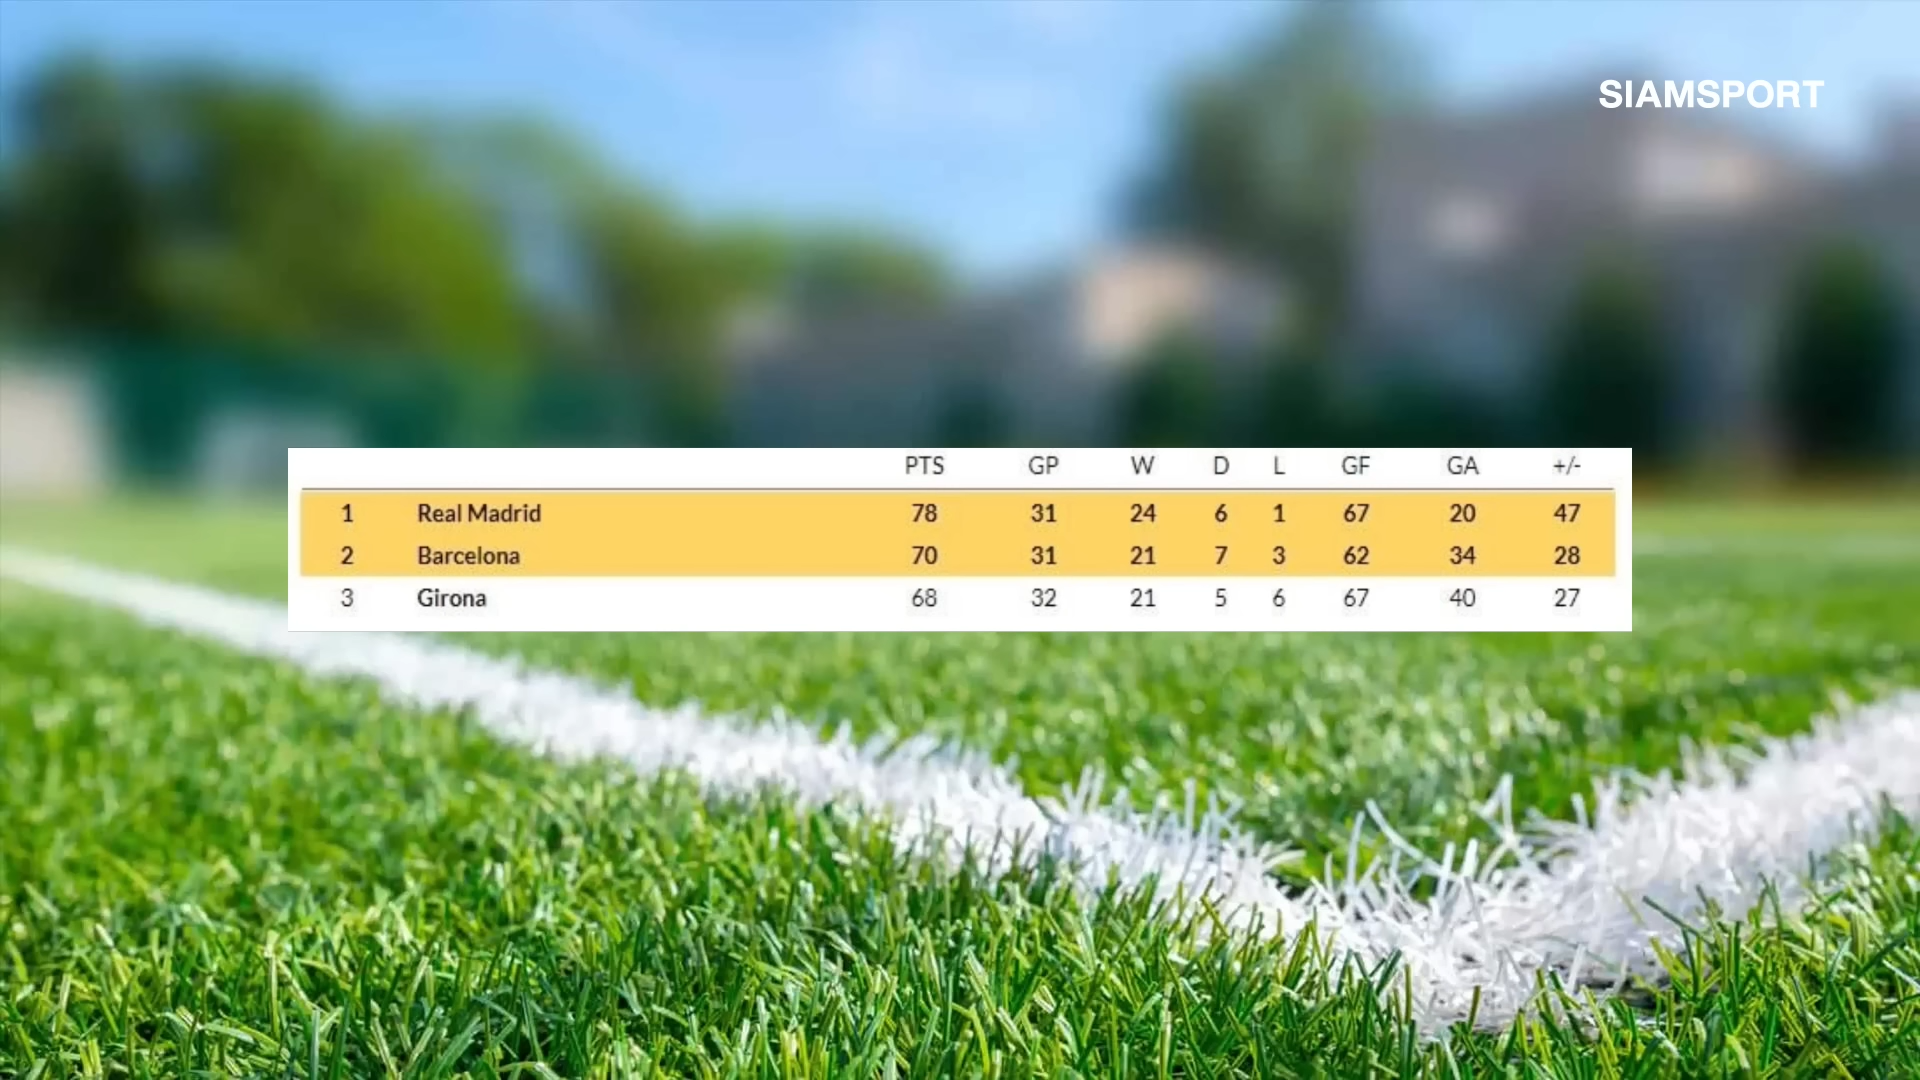 SIAMSPORT
PTS GP W D L GF GA +/-
1 Real Madrid 78 31 24 6 1 67 20 47
2 Barcelona 70 31 21 7 3 62 34 28
3 Girona 68 32 21 5 6 67 40 27